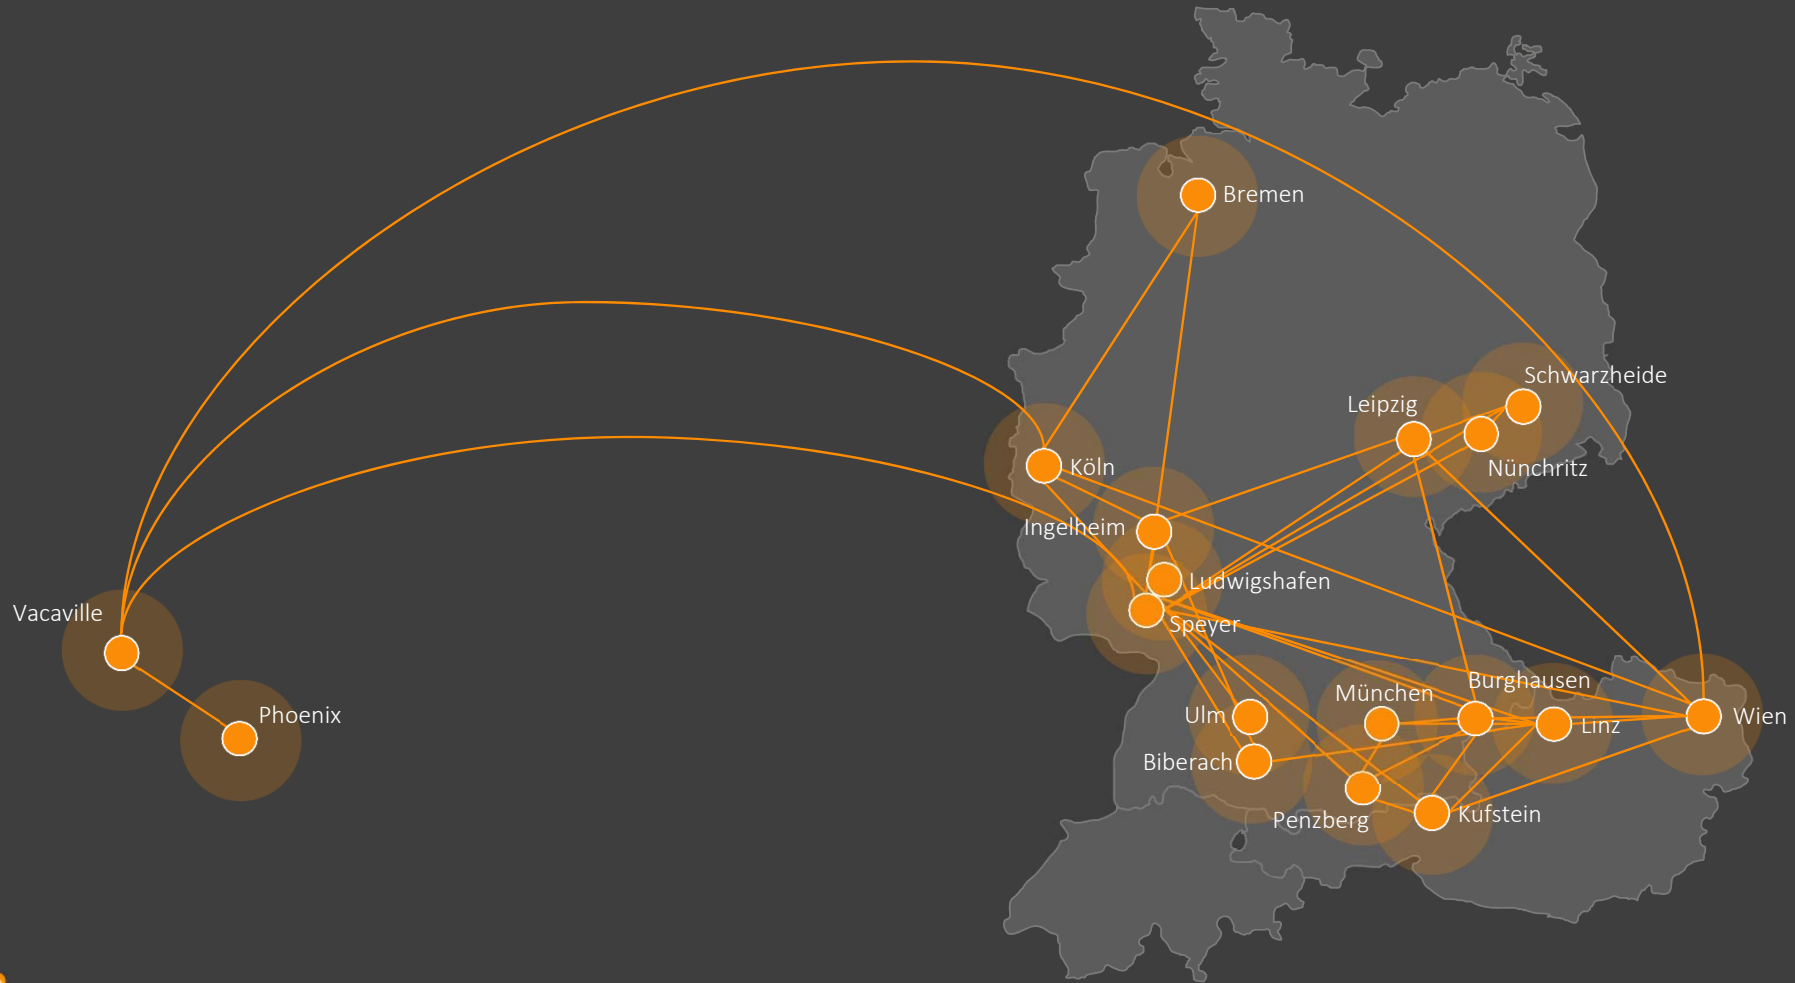 Bremen
Schwarzheide
Leipzig
Köln
Nünchritz
Ingelheim
Ludwigshafen
Vacaville
Speyer
Burghausen
München
Phoenix
Ulm
Wien
Linz
Biberach
Kufstein
Penzberg